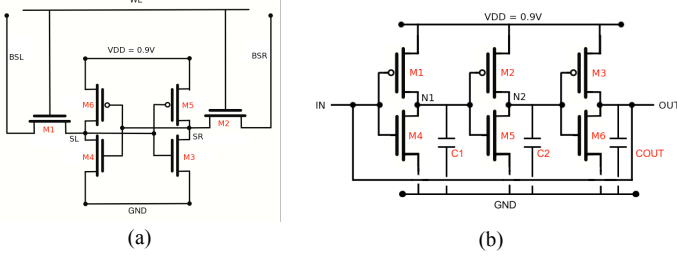 WL
BSL
BSR
VDD = 0.9V
M6
M5
M1
M2
SL
SR
M4
M3
GND
(a)
VDD = 0.9V
M1
M2
M3
IN
N1
N2
OUT
M4
M5
M6
C1
C2
COUT
GND
(b)